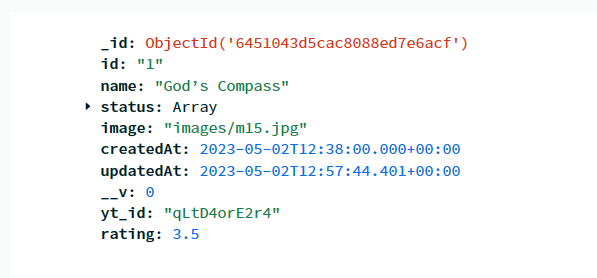 _id: ObjectId('6451043d5cac8088ed7e6acf')
id: "1"
name: "God’s Compass"
status: Array
image: "images/m15.jpg"
createdAt: 2023-05-02T12:38:00.000+00:00
updatedAt: 2023-05-02T12:57:44.401+00:00
__v: 0
yt_id: "qLtD4orE2r4"
rating: 3.5